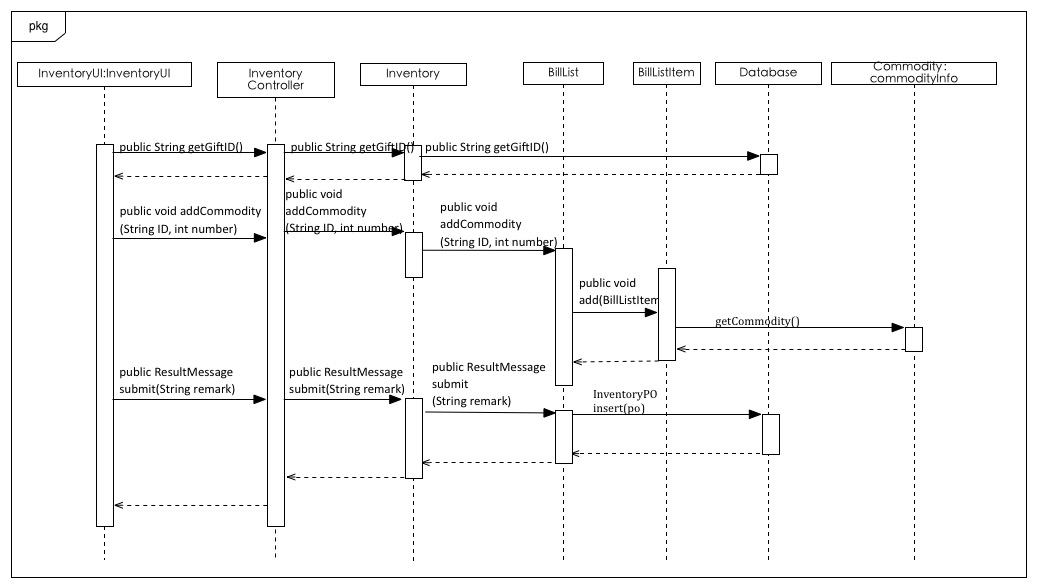 pkg
InventoryUI:InventoryUI
Inventory
Controller
Inventory
BillList
BillListItem
Database
Commodity:
commodityInfo
public String getGiftID()
public String getGiftID()
public String getGiftID()
public void addCommodity
(String ID, int number)
public void
addCommodity
(String ID, int number)
public void
addCommodity
(String ID, int number)
public void
add(BillListItem
getCommodity()
public ResultMessage
submit(String remark)
public ResultMessage
submit(String remark)
public ResultMessage
submit
(String remark)
InventoryPO
insert(po)